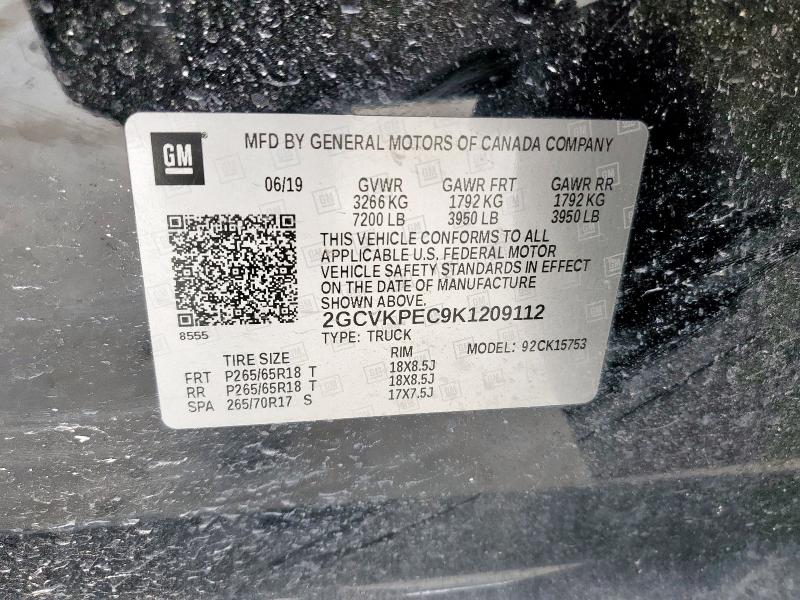 GM
MFD BY GENERAL MOTORS OF CANADA COMPANY
06/19 GVWR GAWR FRT GAWR RR
3266 KG 1792 KG 1792 KG
7200 LB 3950 LB 3950 LB
THIS VEHICLE CONFORMS TO ALL
APPLICABLE U.S. FEDERAL MOTOR
VEHICLE SAFETY STANDARDS IN EFFECT
ON THE DATE OF MANUFACTURE
SHOWN ABOVE.
8555
2GCVKPEC9K1209112
TYPE: TRUCK MODEL: 92CK15753
TIRE SIZE RIM
FRT P265/65R18 T 18X8.5J
RR P265/65R18 T 18X8.5J
SPA 265/70R17 S 17X7.5J